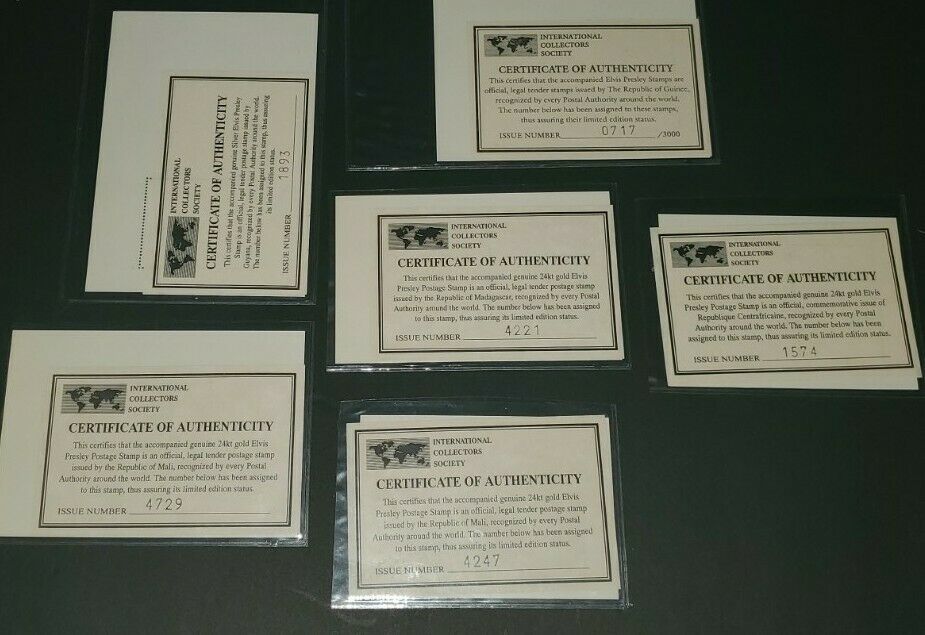 INTERNATIONAL
COLLECTORS
SOCIETY
CERTIFICATE OF AUTHENTICITY
This certifies that the accompanied genuine Silver Elvis Presley
Stamp is an official, legal tender postage stamp issued by
Guyana, recognized by every Postal Authority around the world.
The number below has been assigned to this stamp, thus assuring
its limited edition status.
ISSUE NUMBER 1893
INTERNATIONAL
COLLECTORS
SOCIETY
CERTIFICATE OF AUTHENTICITY
This certifies that the accompanied Elvis Presley Stamps are
official, legal tender stamps issued by The Republic of Guinee,
recognized by every Postal Authority around the world.
The number below has been assigned to these stamps,
thus assuring their limited edition status.
ISSUE NUMBER 0717 /3000
INTERNATIONAL
COLLECTORS
SOCIETY
CERTIFICATE OF AUTHENTICITY
This certifies that the accompanied genuine 24kt gold Elvis
Presley Postage Stamp is an official, legal tender postage stamp
issued by the Republic of Madagascar, recognized by every Postal
Authority around the world. The number below has been assigned
to this stamp, thus assuring its limited edition status.
ISSUE NUMBER 4221
INTERNATIONAL
COLLECTORS
SOCIETY
CERTIFICATE OF AUTHENTICITY
This certifies that the accompanied genuine 24kt gold Elvis
Presley Postage Stamp is an official, commemorative issue of
Republique Centrafricaine, recognized by every Postal
Authority around the world. The number below has been
assigned to this stamp, thus assuring its limited edition status.
ISSUE NUMBER 1574
INTERNATIONAL
COLLECTORS
SOCIETY
CERTIFICATE OF AUTHENTICITY
This certifies that the accompanied genuine 24kt gold Elvis
Presley Postage Stamp is an official, legal tender postage stamp
issued by the Republic of Mali, recognized by every Postal
Authority around the world. The number below has been assigned
to this stamp, thus assuring its limited edition status.
ISSUE NUMBER 4729
INTERNATIONAL
COLLECTORS
SOCIETY
CERTIFICATE OF AUTHENTICITY
This certifies that the accompanied genuine 24kt gold Elvis
Presley Postage Stamp is an official, legal tender postage stamp
issued by the Republic of Mali, recognized by every Postal
Authority around the world. The number below has been assigned
to this stamp, thus assuring its limited edition status.
ISSUE NUMBER 4247